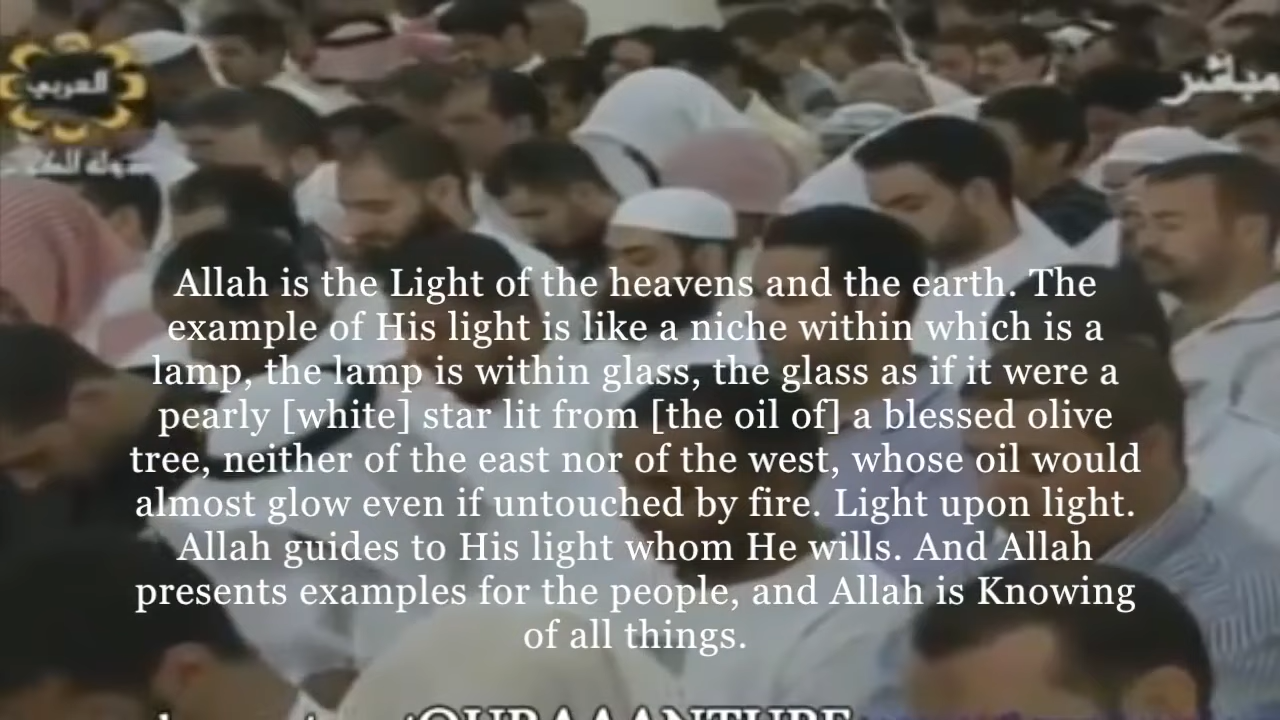 العربي
مباشر
دولة الكويت
Allah is the Light of the heavens and the earth. The
example of His light is like a niche within which is a
lamp, the lamp is within glass, the glass as if it were a
pearly [white] star lit from [the oil of] a blessed olive
tree, neither of the east nor of the west, whose oil would
almost glow even if untouched by fire. Light upon light.
Allah guides to His light whom He wills. And Allah
presents examples for the people, and Allah is Knowing
of all things.